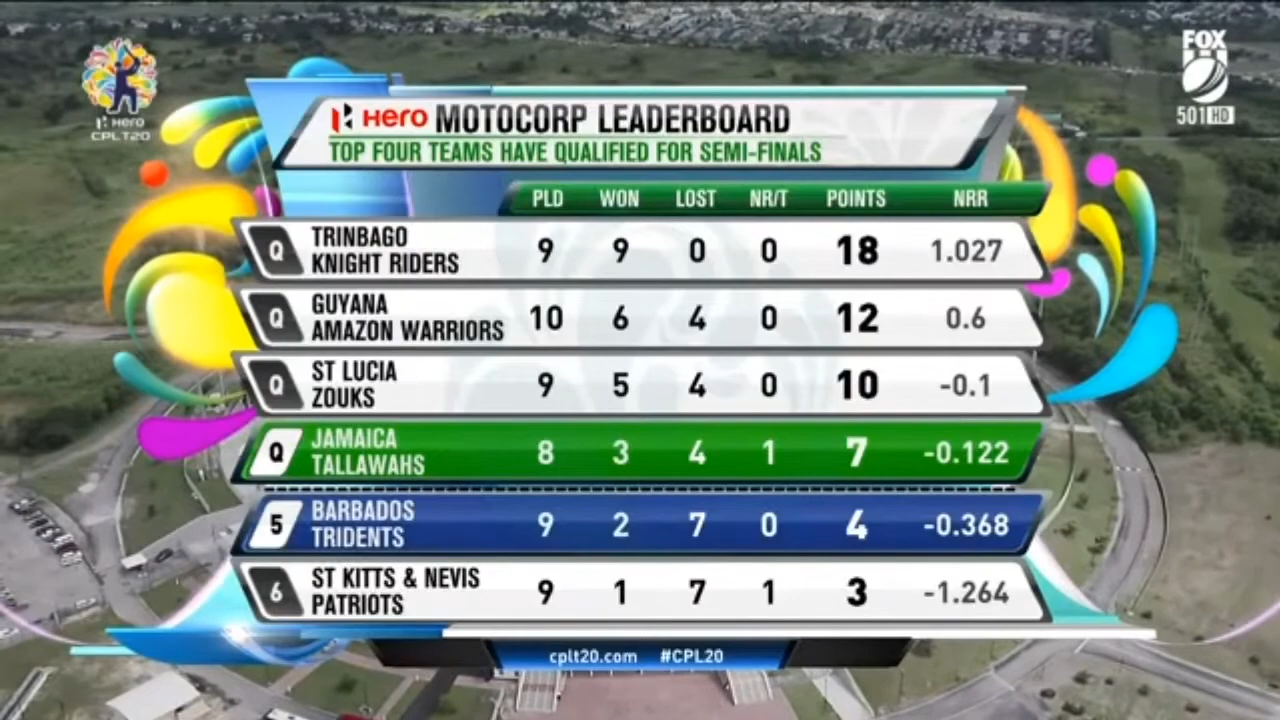 HERO
CPLT20
FOX
501 HD
Hero MOTOCORP LEADERBOARD
TOP FOUR TEAMS HAVE QUALIFIED FOR SEMI-FINALS
PLD WON LOST NR/T POINTS NRR
Q TRINBAGO KNIGHT RIDERS 9 9 0 0 18 1.027
Q GUYANA AMAZON WARRIORS 10 6 4 0 12 0.6
Q ST LUCIA ZOUKS 9 5 4 0 10 -0.1
Q JAMAICA TALLAWAHS 8 3 4 1 7 -0.122
5 BARBADOS TRIDENTS 9 2 7 0 4 -0.368
6 ST KITTS & NEVIS PATRIOTS 9 1 7 1 3 -1.264
cplt20.com #CPL20